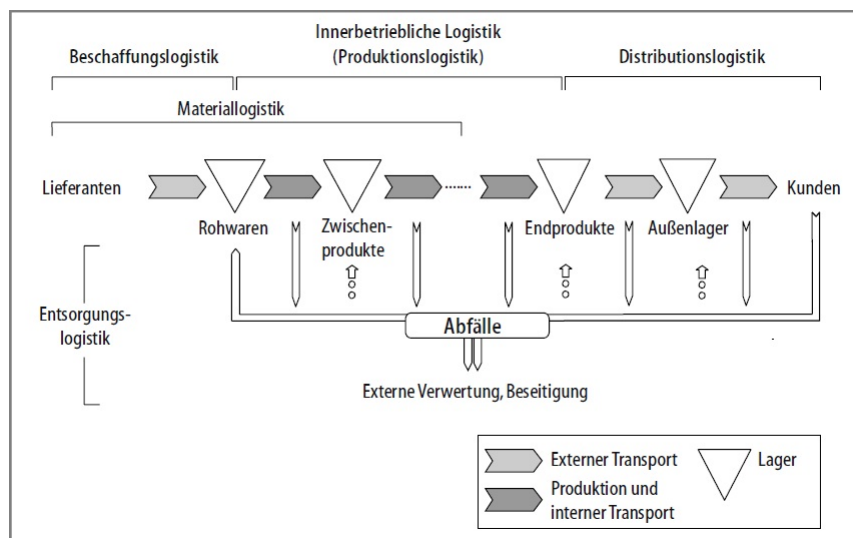 Innerbetriebliche Logistik
Beschaffungslogistik
(Produktionslogistik)
Distributionslogistik
Materiallogistik
Lieferanten
.......
Kunden
Rohwaren
Zwischen-
produkte
Endprodukte
Außenlager
Entsorgungs-
logistik
Abfälle
Externe Verwertung, Beseitigung
Externer Transport
Lager
Produktion und
interner Transport